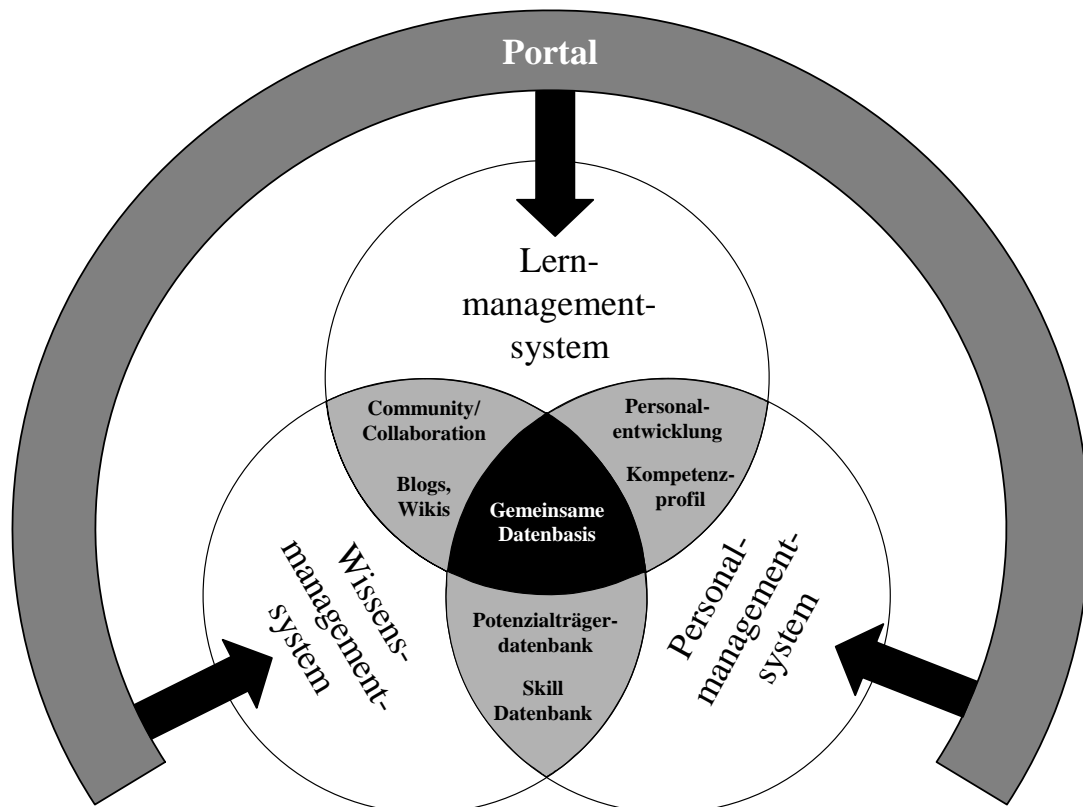 Portal
Lern-
management-
system
Community/
Collaboration
Blogs,
Wikis
Personal-
entwicklung
Kompetenz-
profil
Gemeinsame
Datenbasis
Wissens-
management-
system
Personal-
management-
system
Potenzialträger-
datenbank
Skill
Datenbank